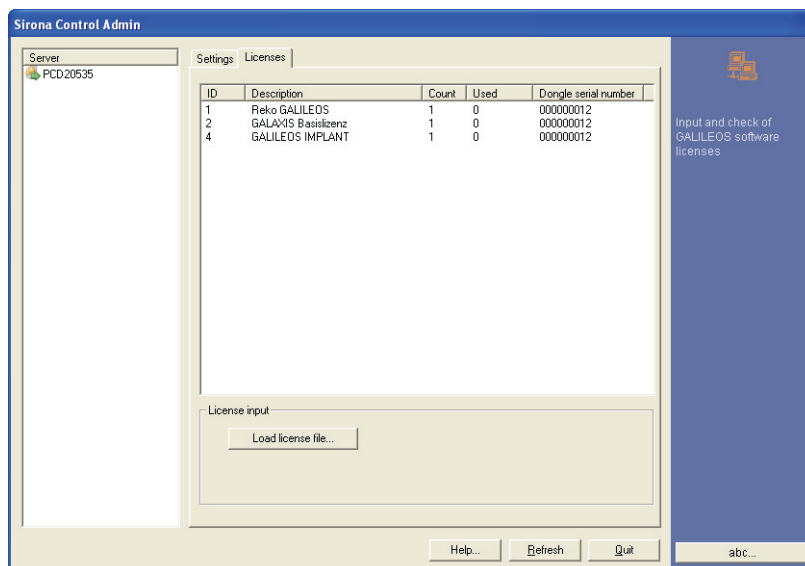 Sirona Control Admin
Server
PCD20535
Settings Licenses
ID Description Count Used Dongle serial number
1 Reko GALILEOS 1 0 000000012
2 GALAXIS Basislizenz 1 0 000000012
4 GALILEOS IMPLANT 1 0 000000012
License input
Load license file...
Help... Refresh Quit
Input and check of
GALILEOS software
licenses
abc...